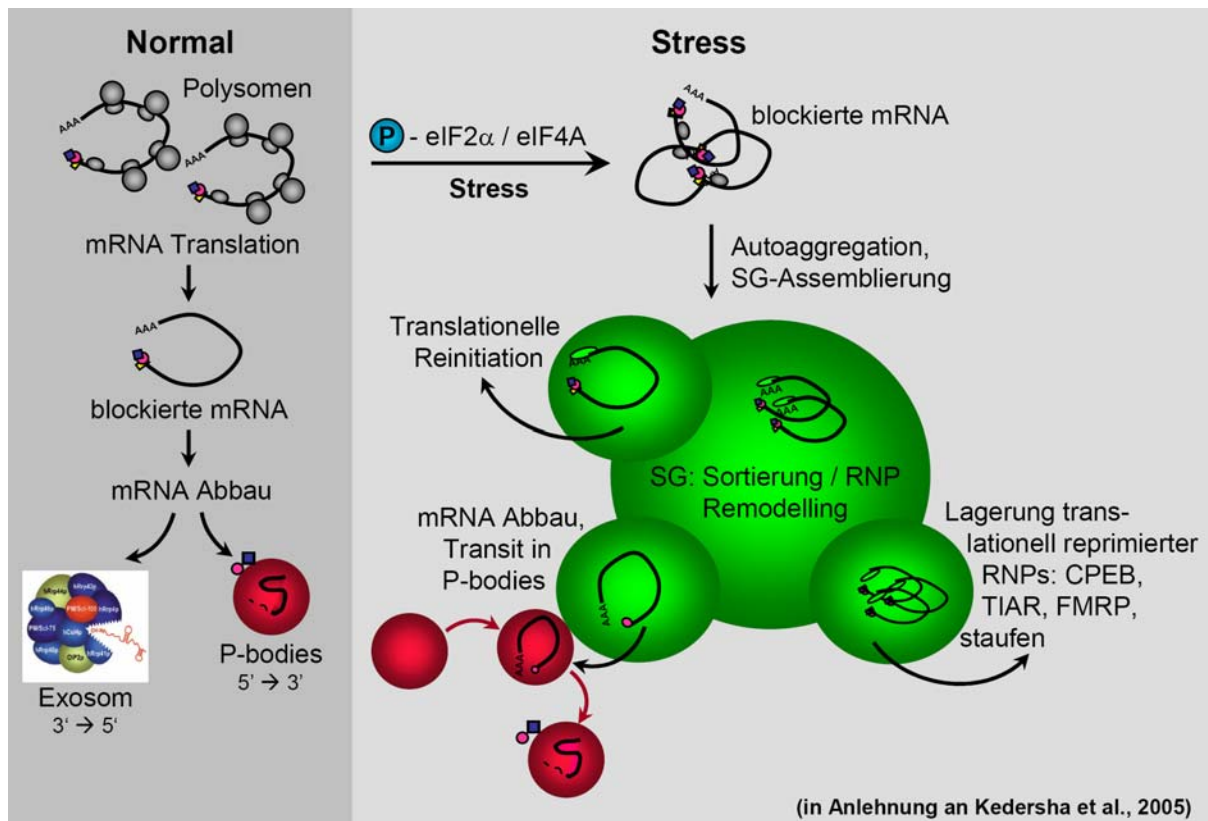 Normal
Polysomen
AAA
AAA
mRNA Translation
AAA
blockierte mRNA
mRNA Abbau
Exosom
3‘ → 5‘
P-bodies
5’ → 3’
Stress
P - eIF2α / eIF4A
Stress
AAA
blockierte mRNA
Autoaggregation,
SG-Assemblierung
Translationelle
Reinitiation
AAA
AAA
AAA
SG: Sortierung / RNP
Remodelling
mRNA Abbau,
Transit in
P-bodies
AAA
AAA
Lagerung trans-
lationell reprimierter
RNPs: CPEB,
TIAR, FMRP,
staufen
(in Anlehnung an Kedersha et al., 2005)